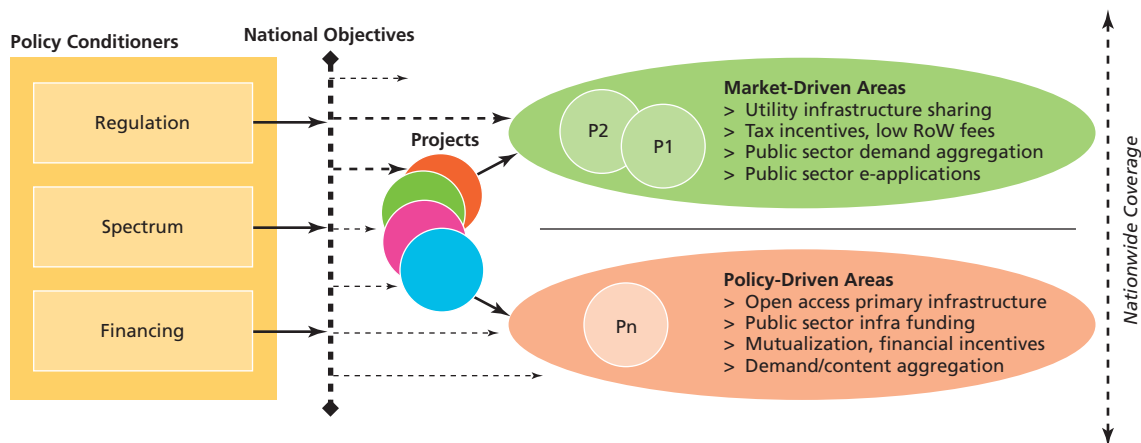 Policy Conditioners
Regulation
Spectrum
Financing
National Objectives
Projects
P2
P1
Market-Driven Areas
> Utility infrastructure sharing
> Tax incentives, low RoW fees
> Public sector demand aggregation
> Public sector e-applications
Pn
Policy-Driven Areas
> Open access primary infrastructure
> Public sector infra funding
> Mutualization, financial incentives
> Demand/content aggregation
Nationwide Coverage